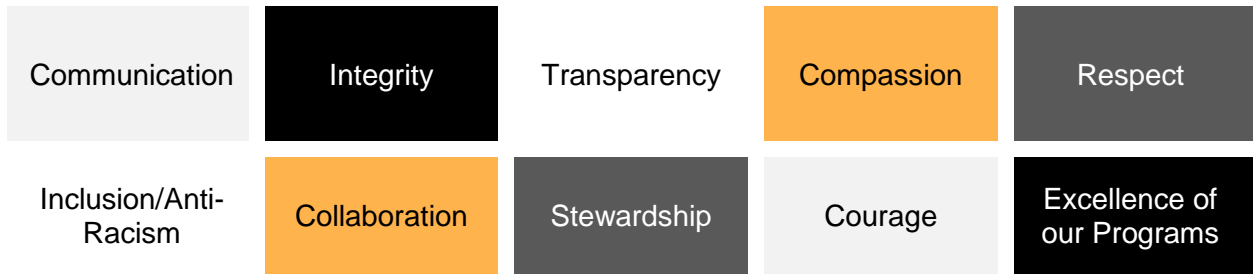 Communication
Integrity
Transparency
Compassion
Respect
Inclusion/Anti-
Racism
Collaboration
Stewardship
Courage
Excellence of
our Programs